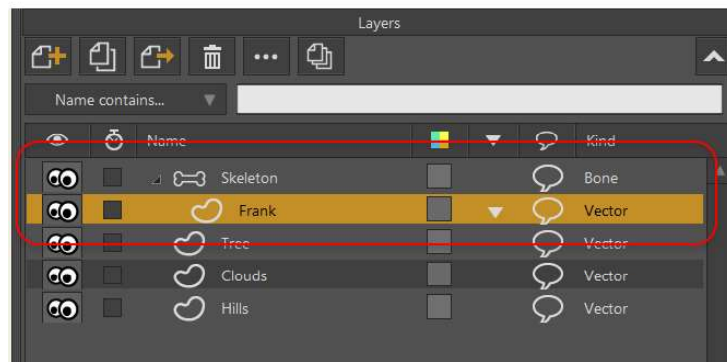 Layers
Name contains...
Name Kind
Skeleton Bone
Frank Vector
Tree Vector
Clouds Vector
Hills Vector